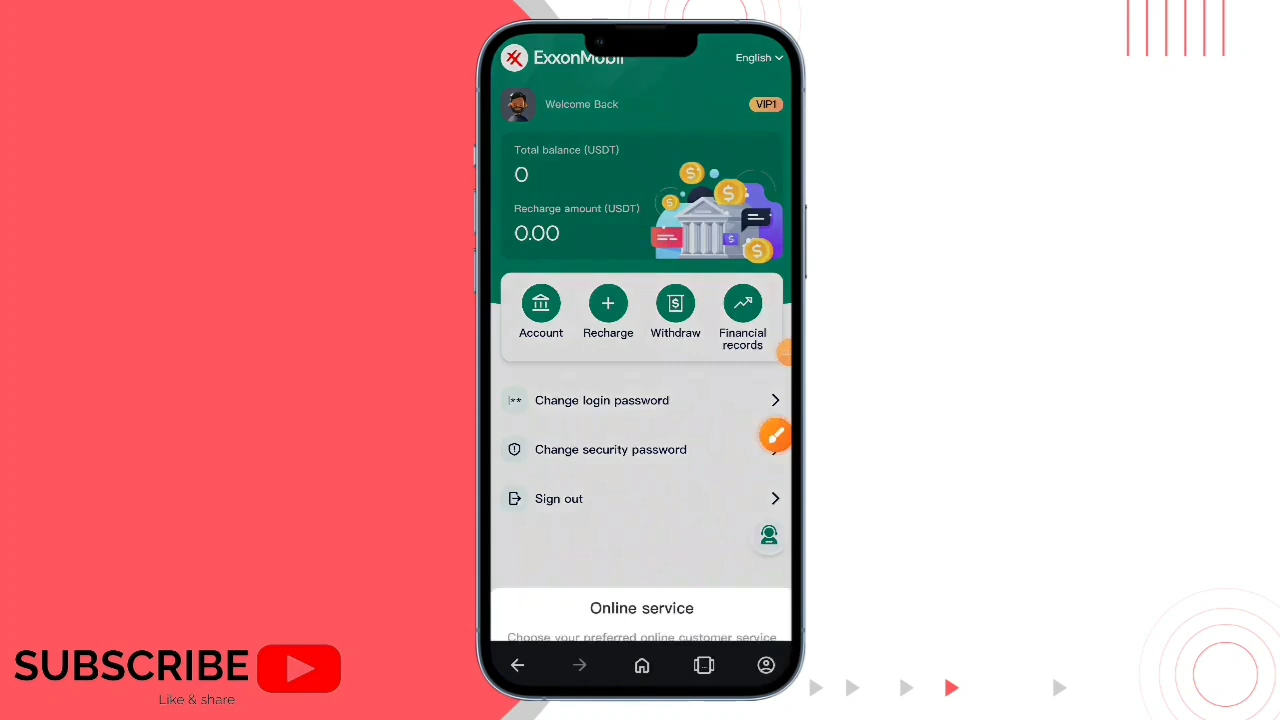 ExxonMobil
English
Welcome Back
VIP1
Total balance (USDT)
0
Recharge amount (USDT)
0.00
Account
Recharge
Withdraw
Financial
records
Change login password
Change security password
Sign out
Online service
Choose your preferred online customer service
SUBSCRIBE
Like & share